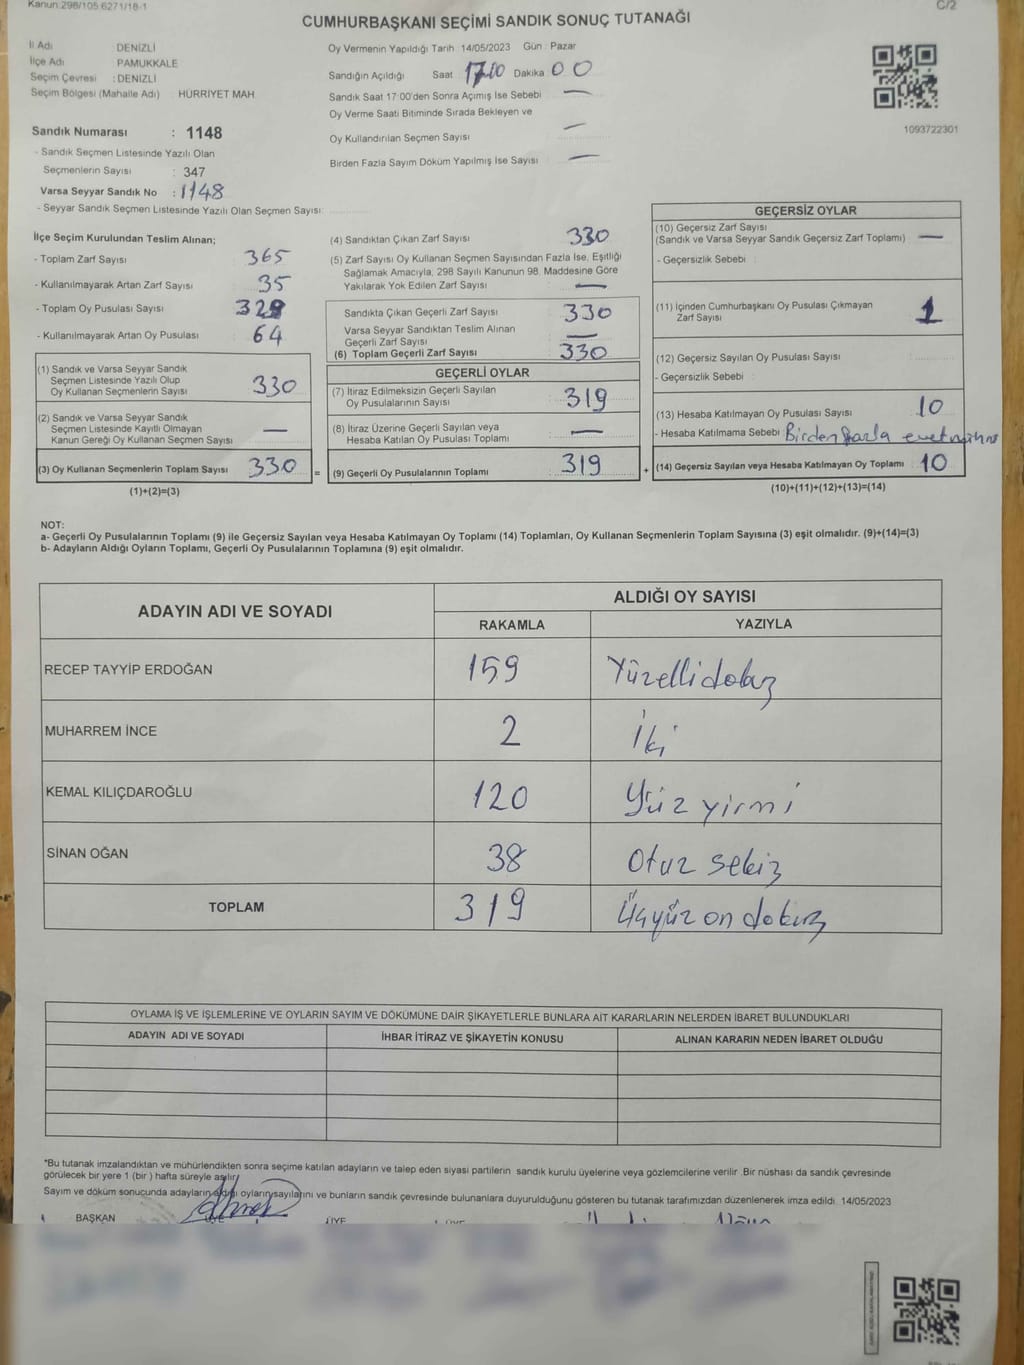 Kanun:298/105 6271/18-1
C/2
CUMHURBAŞKANI SEÇİMİ SANDIK SONUÇ TUTANAĞI
İl Adı DENİZLİ
İlçe Adı PAMUKKALE
Seçim Çevresi : DENİZLİ
Seçim Bölgesi (Mahalle Adı) HÜRRİYET MAH.
Sandık Numarası : 1148
- Sandık Seçmen Listesinde Yazılı Olan
Seçmenlerin Sayısı : 347
Varsa Seyyar Sandık No : 1148
- Seyyar Sandık Seçmen Listesinde Yazılı Olan Seçmen Sayısı:
Oy Vermenin Yapıldığı Tarih :14/05/2023 Gün : Pazar
Sandığın Açıldığı Saat 17:00 Dakika 00
Sandık Saat 17:00'den Sonra Açımış İse Sebebi —
Oy Verme Saati Bitiminde Sırada Bekleyen ve
Oy Kullandırılan Seçmen Sayısı —
Birden Fazla Sayım Döküm Yapılmış İse Sayısı —
1093722301
İlçe Seçim Kurulundan Teslim Alınan;
- Toplam Zarf Sayısı 365
- Kullanılmayarak Artan Zarf Sayısı 35
- Toplam Oy Pusulası Sayısı
- Kullanılmayarak Artan Oy Pusulası 64
(1) Sandık ve Varsa Seyyar Sandık
Seçmen Listesinde Yazılı Olup
Oy Kullanan Seçmenlerin Sayısı 330
(2) Sandık ve Varsa Seyyar Sandık
Seçmen Listesinde Kayıtlı Olmayan
Kanun Gereği Oy Kullanan Seçmen Sayısı —
(3) Oy Kullanan Seçmenlerin Toplam Sayısı 330
(1)+(2)=(3)
(4) Sandıktan Çıkan Zarf Sayısı 330
(5) Zarf Sayısı Oy Kullanan Seçmen Sayısından Fazla İse, Eşitliği
Sağlamak Amacıyla, 298 Sayılı Kanunun 98. Maddesine Göre
Yakılarak Yok Edilen Zarf Sayısı —
Sandıkta Çıkan Geçerli Zarf Sayısı 330
Varsa Seyyar Sandıktan Teslim Alınan
Geçerli Zarf Sayısı —
(6) Toplam Geçerli Zarf Sayısı 330
GEÇERLİ OYLAR
(7) İtiraz Edilmeksizin Geçerli Sayılan
Oy Pusulalarının Sayısı 319
(8) İtiraz Üzerine Geçerli Sayılan veya
Hesaba Katılan Oy Pusulası Toplamı —
= (9) Geçerli Oy Pusulalarının Toplamı 319
GEÇERSİZ OYLAR
(10) Geçersiz Zarf Sayısı
(Sandık ve Varsa Seyyar Sandık Geçersiz Zarf Toplamı) —
- Geçersizlik Sebebi
(11) İçinden Cumhurbaşkanı Oy Pusulası Çıkmayan
Zarf Sayısı 1
(12) Geçersiz Sayılan Oy Pusulası Sayısı
- Geçersizlik Sebebi
(13) Hesaba Katılmayan Oy Pusulası Sayısı 10
- Hesaba Katılmama Sebebi Birden fazla evet mührü
+ (14) Geçersiz Sayılan veya Hesaba Katılmayan Oy Toplamı 10
(10)+(11)+(12)+(13)=(14)
NOT:
a- Geçerli Oy Pusulalarının Toplamı (9) ile Geçersiz Sayılan veya Hesaba Katılmayan Oy Toplamı (14) Toplamları, Oy Kullanan Seçmenlerin Toplam Sayısına (3) eşit olmalıdır. (9)+(14)=(3)
b- Adayların Aldığı Oyların Toplamı, Geçerli Oy Pusulalarının Toplamına (9) eşit olmalıdır.
ADAYIN ADI VE SOYADI
ALDIĞI OY SAYISI
RAKAMLA YAZIYLA
RECEP TAYYİP ERDOĞAN 159 Yüzellidokuz
MUHARREM İNCE 2 İki
KEMAL KILIÇDAROĞLU 120 Yüz yirmi
SİNAN OĞAN 38 Otuz sekiz
TOPLAM 319 Üçyüz on dokuz
OYLAMA İŞ VE İŞLEMLERİNE VE OYLARIN SAYIM VE DÖKÜMÜNE DAİR ŞİKAYETLERLE BUNLARA AİT KARARLARIN NELERDEN İBARET BULUNDUKLARI
ADAYIN ADI VE SOYADI İHBAR İTİRAZ VE ŞİKAYETİN KONUSU ALINAN KARARIN NEDEN İBARET OLDUĞU
*Bu tutanak imzalandıktan ve mühürlendikten sonra seçime katılan adayların ve talep eden siyasi partilerin sandık kurulu üyelerine veya gözlemcilerine verilir. Bir nüshası da sandık çevresinde
görülecek bir yere 1 (bir) hafta süreyle asılır.
Sayım ve döküm sonucunda adayların aldığı oyların sayılarını ve bunların sandık çevresinde bulunanlara duyurulduğunu gösteren bu tutanak tarafımızdan düzenlenerek imza edildi. 14/05/2023
BAŞKAN ÜYE ÜYE